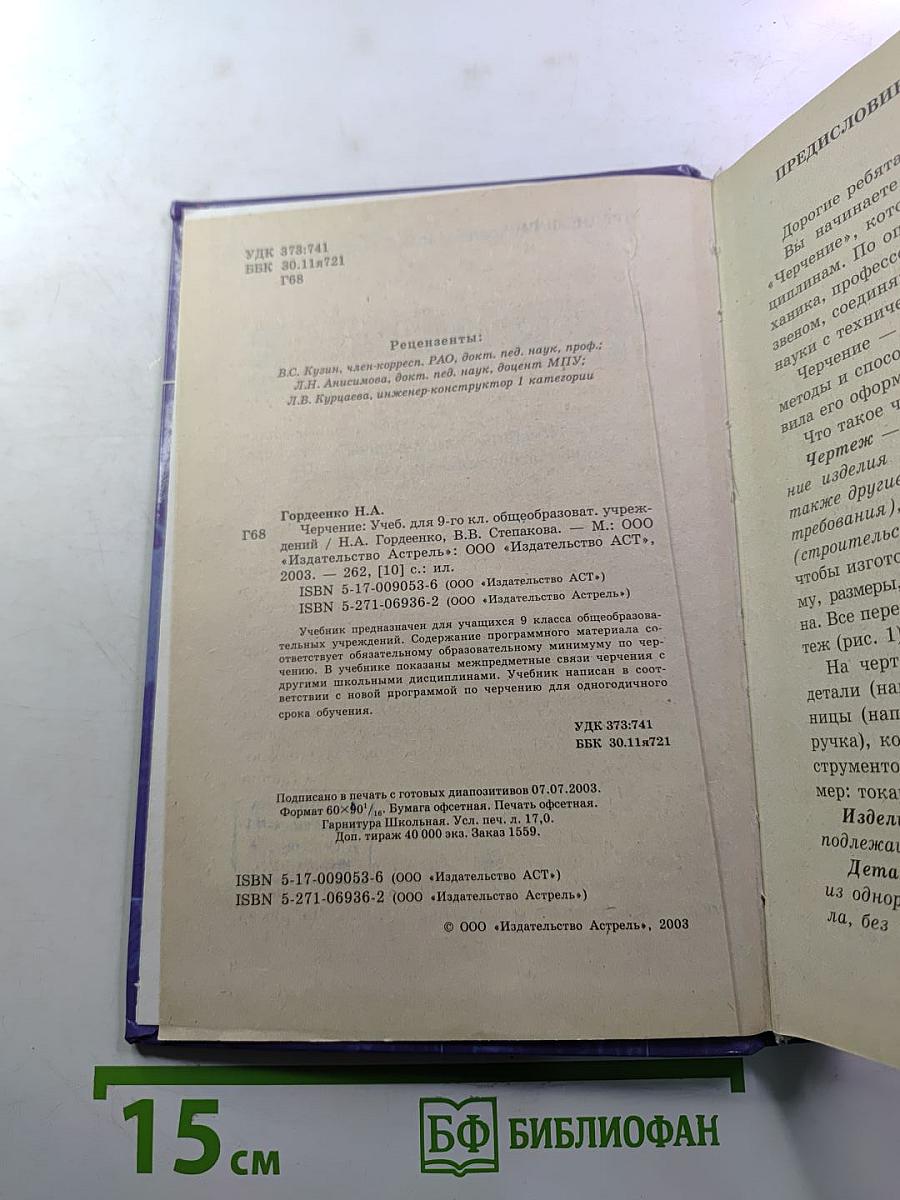 УДК 373:741
ББК 30.11я721
Г68
Рецензенты:
В.С. Кузин, член-корресп. РАО, докт. пед. наук, проф.;
Л.Н. Анисимова, докт. пед. наук, доцент МПУ;
Л.В. Курцаева, инженер-конструктор 1 категории
Гордеенко Н.А.
Г68 Черчение: Учеб. для 9-го кл. общеобразоват. учреж-
дений / Н.А. Гордеенко, В.В. Степакова. — М.: ООО
«Издательство Астрель»: ООО «Издательство АСТ»,
2003. — 262, [10] с.: ил.
ISBN 5-17-009053-6 (ООО «Издательство АСТ»)
ISBN 5-271-06936-2 (ООО «Издательство Астрель»)
Учебник предназначен для учащихся 9 класса общеобразова-
тельных учреждений. Содержание программного материала со-
ответствует обязательному образовательному минимуму по чер-
чению. В учебнике показаны межпредметные связи черчения с
другими школьными дисциплинами. Учебник написан в соот-
ветствии с новой программой по черчению для одногодичного
срока обучения.
УДК 373:741
ББК 30.11я721
Подписано в печать с готовых диапозитивов 07.07.2003.
Формат 60×90¹/₁₆. Бумага офсетная. Печать офсетная.
Гарнитура Школьная. Усл. печ. л. 17,0.
Доп. тираж 40 000 экз. Заказ 1559.
ISBN 5-17-009053-6 (ООО «Издательство АСТ»)
ISBN 5-271-06936-2 (ООО «Издательство Астрель»)
© ООО «Издательство Астрель», 2003
ПРЕДИСЛОВИ
Дорогие ребята
Вы начинаете
«Черчение», кото
циплинам. По оп
ханика, професс
звеном, соединя
науки с техниче
Черчение —
методы и спосо
вила его оформ
Что такое ч
Чертеж —
ние изделия
также другие
требования),
(строительс
чтобы изгото
му, размеры,
на. Все пере
теж (рис. 1)
На черт
детали (на
ницы (нап
ручка), ко
струменто
мер: тока
Издел
подлежа
Дета
из однор
ла, без
15 см
БФ БИБЛИОФАН